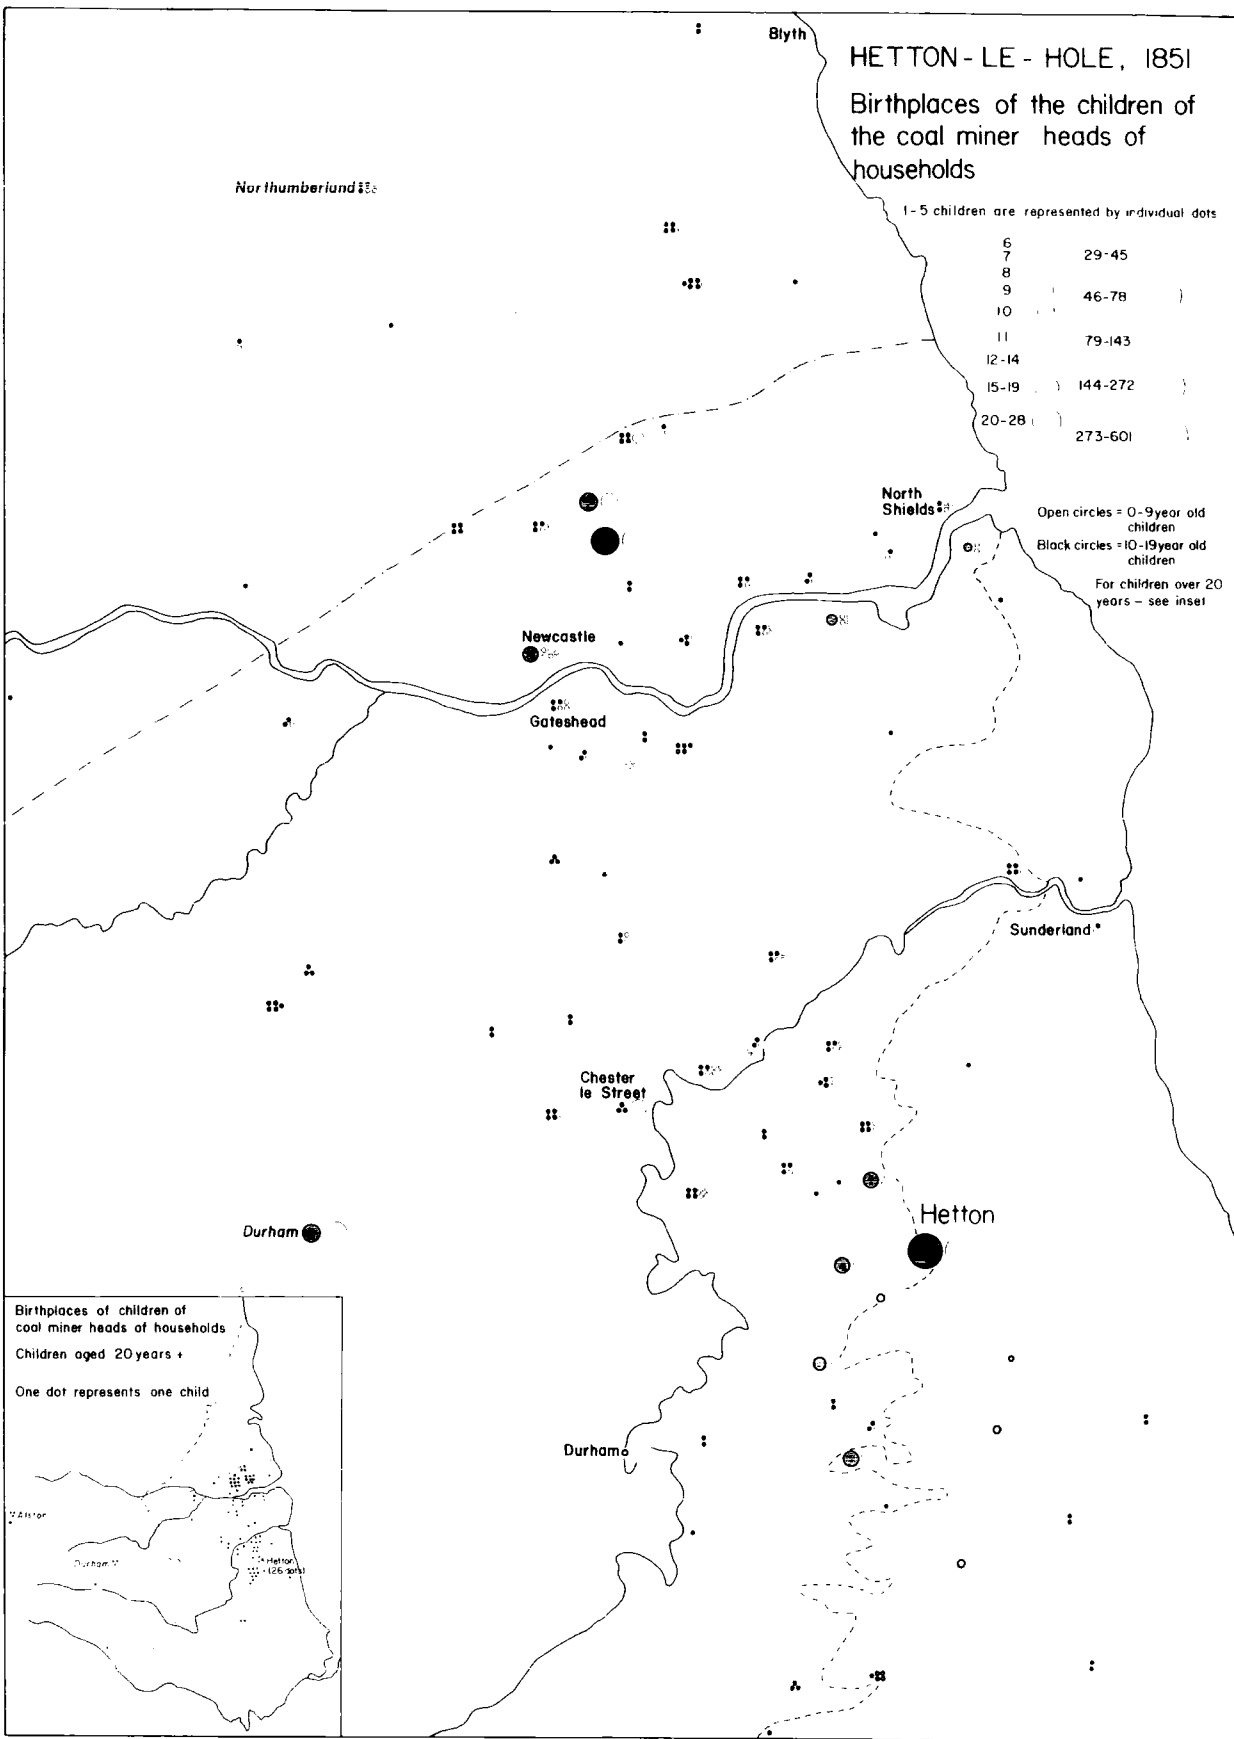 Blyth
HETTON-LE-HOLE, 1851
Birthplaces of the children of
the coal miner heads of
households
1-5 children are represented by individual dots
6
7
8
9
10
11
12-14
15-19
20-28
29-45
46-78
79-143
144-272
273-601
Open circles = 0-9 year old
children
Black circles = 10-19 year old
children
For children over 20
years – see inset
Northumberland
North
Shields
Newcastle
Gateshead
Sunderland
Chester
le Street
Durham
Hetton
Durham
Birthplaces of children of
coal miner heads of households
Children aged 20 years +
One dot represents one child
Alston
Durham
Hetton
(26 dots)